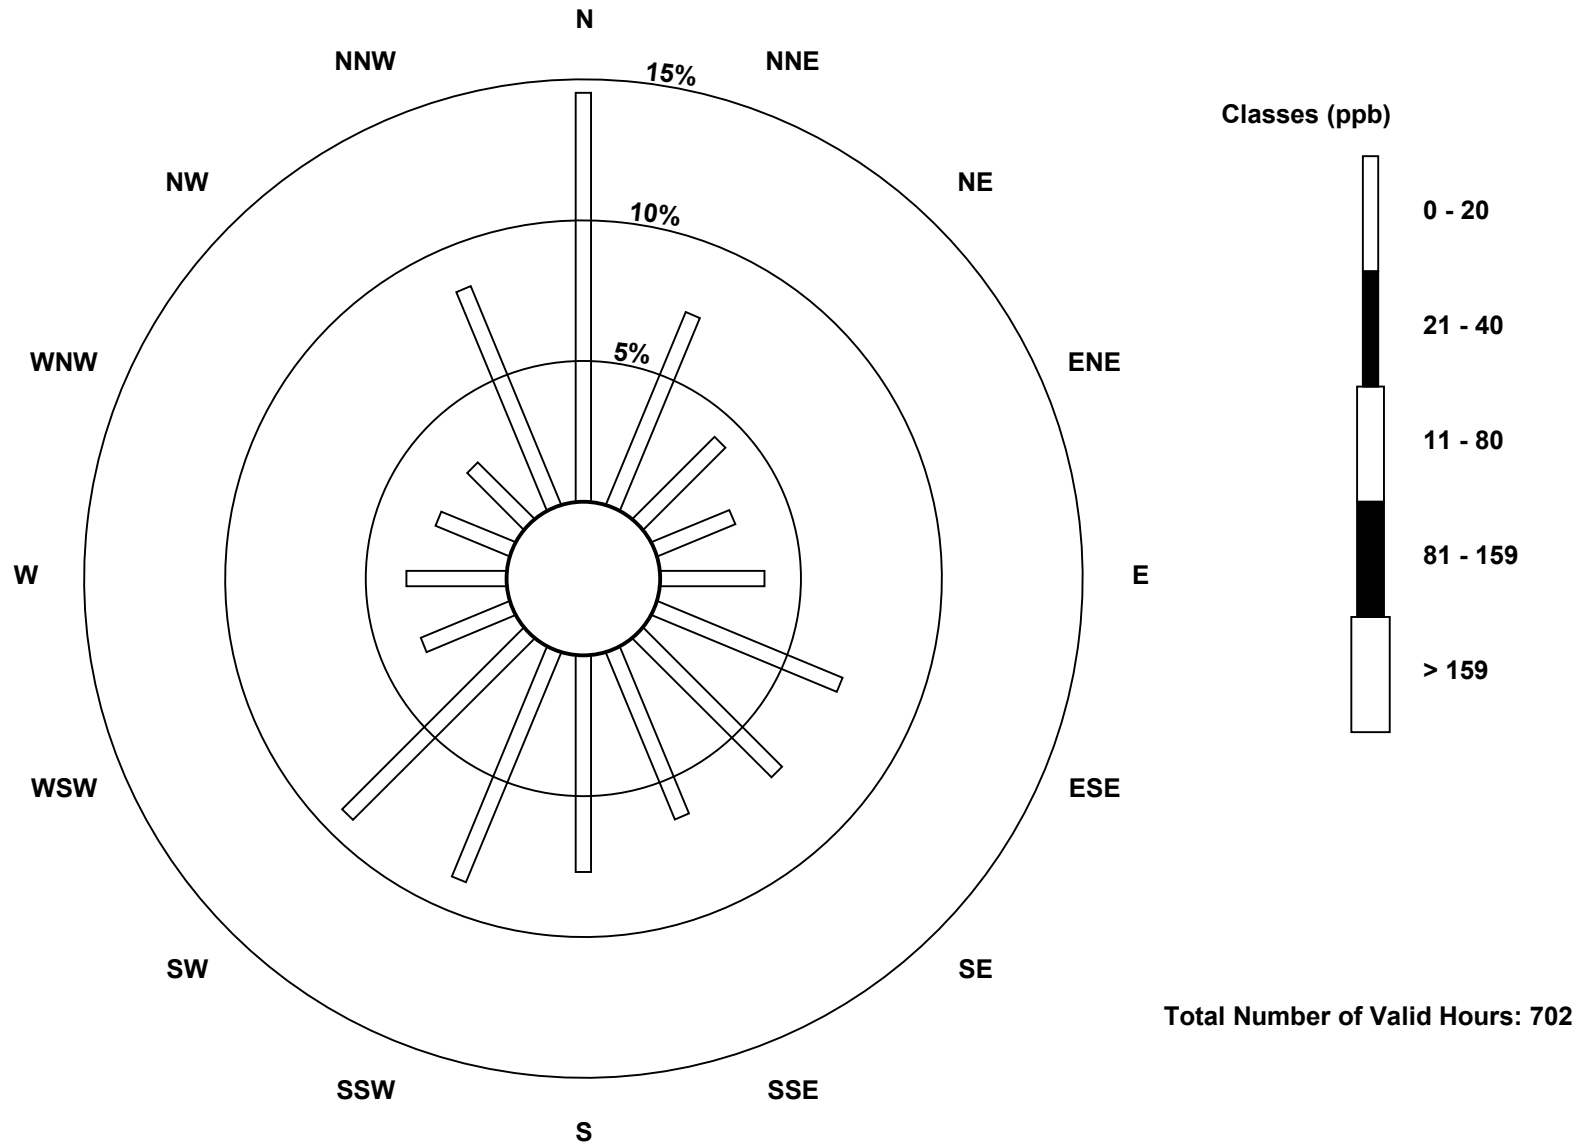 N
NNW
NNE
15%
Classes (ppb)
NW
NE
0 - 20
10%
21 - 40
5%
WNW
ENE
11 - 80
81 - 159
W
E
> 159
WSW
ESE
SW
SE
Total Number of Valid Hours: 702
SSW
SSE
S